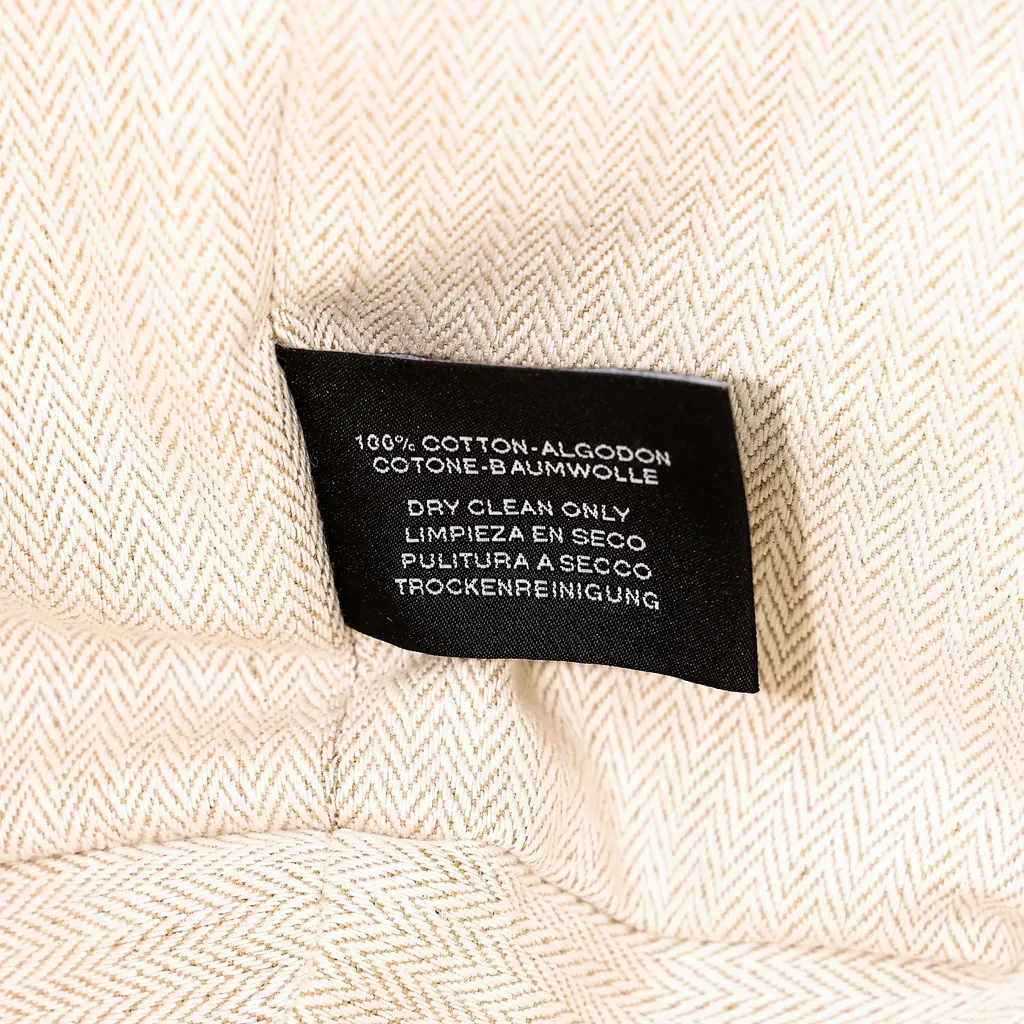 100% COTTON-ALGODON
COTONE-BAUMWOLLE
DRY CLEAN ONLY
LIMPIEZA EN SECO
PULITURA A SECCO
TROCKENREINIGUNG